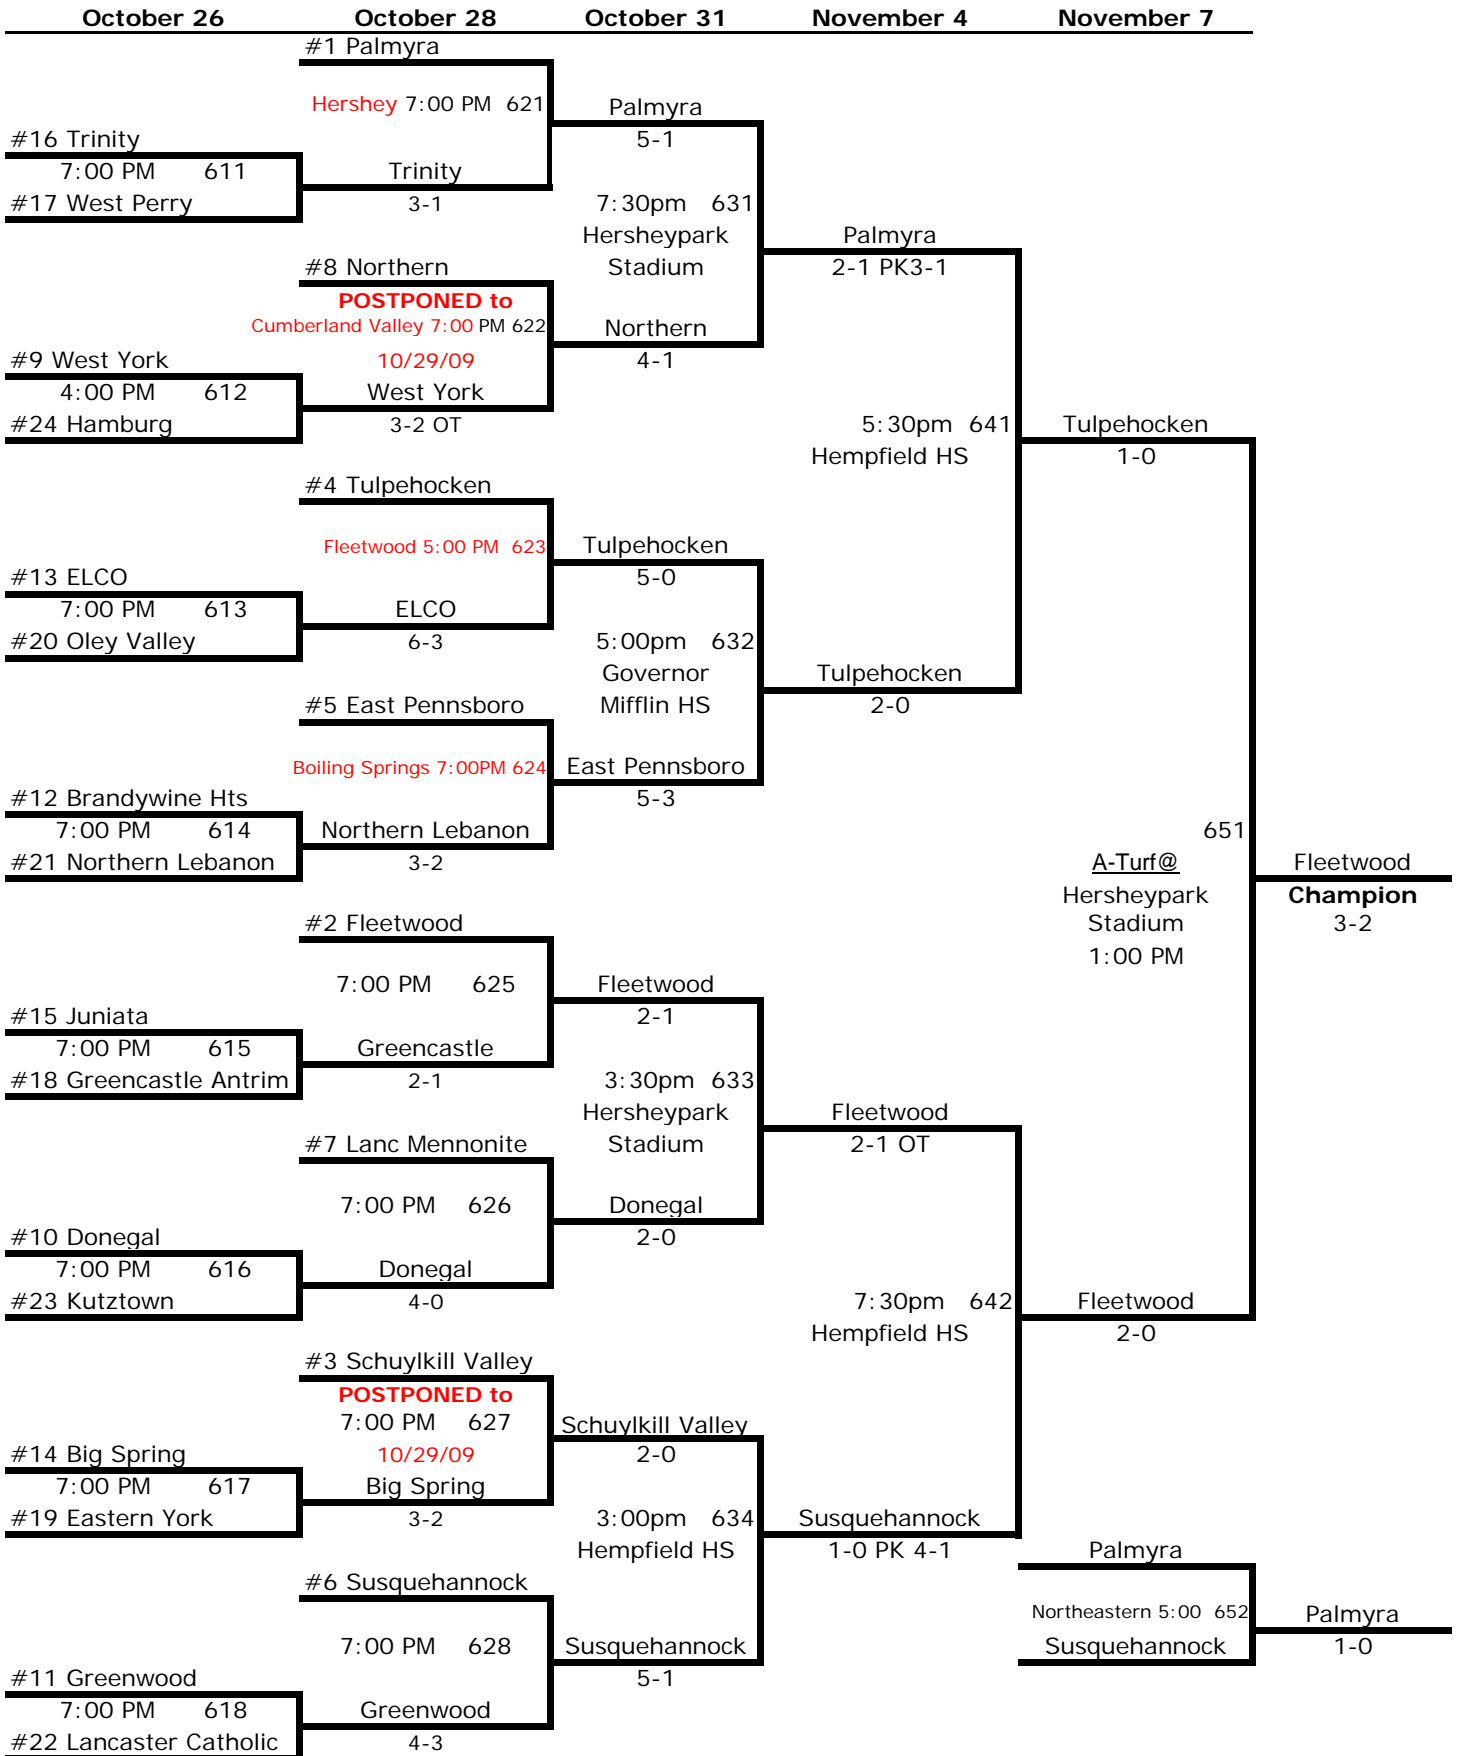 October 26 October 28 October 31 November 4 November 7
#1 Palmyra
Hershey 7:00 PM 621
Palmyra
#16 Trinity
5-1
7:00 PM 611
Trinity
#17 West Perry
3-1
7:30pm 631
Hersheypark
Palmyra
#8 Northern
Stadium
2-1 PK3-1
POSTPONED to
Cumberland Valley 7:00 PM 622
Northern
#9 West York
10/29/09
4-1
4:00 PM 612
West York
#24 Hamburg
3-2 OT
5:30pm 641
Tulpehocken
Hempfield HS
1-0
#4 Tulpehocken
Fleetwood 5:00 PM 623
Tulpehocken
#13 ELCO
5-0
7:00 PM 613
ELCO
#20 Oley Valley
6-3
5:00pm 632
Governor
Tulpehocken
#5 East Pennsboro
Mifflin HS
2-0
Boiling Springs 7:00PM 624
East Pennsboro
#12 Brandywine Hts
5-3
7:00 PM 614
Northern Lebanon
651
#21 Northern Lebanon
3-2
A-Turf@
Fleetwood
Hersheypark
Champion
#2 Fleetwood
Stadium
3-2
1:00 PM
7:00 PM 625
Fleetwood
#15 Juniata
2-1
7:00 PM 615
Greencastle
#18 Greencastle Antrim
2-1
3:30pm 633
Hersheypark
Fleetwood
#7 Lanc Mennonite
Stadium
2-1 OT
7:00 PM 626
Donegal
#10 Donegal
2-0
7:00 PM 616
Donegal
#23 Kutztown
4-0
7:30pm 642
Fleetwood
Hempfield HS
2-0
#3 Schuylkill Valley
POSTPONED to
7:00 PM 627
Schuylkill Valley
#14 Big Spring
10/29/09
2-0
7:00 PM 617
Big Spring
#19 Eastern York
3-2
3:00pm 634
Susquehannock
Hempfield HS
1-0 PK 4-1
Palmyra
#6 Susquehannock
Northeastern 5:00 652
Palmyra
7:00 PM 628
Susquehannock
Susquehannock
1-0
#11 Greenwood
5-1
7:00 PM 618
Greenwood
#22 Lancaster Catholic
4-3